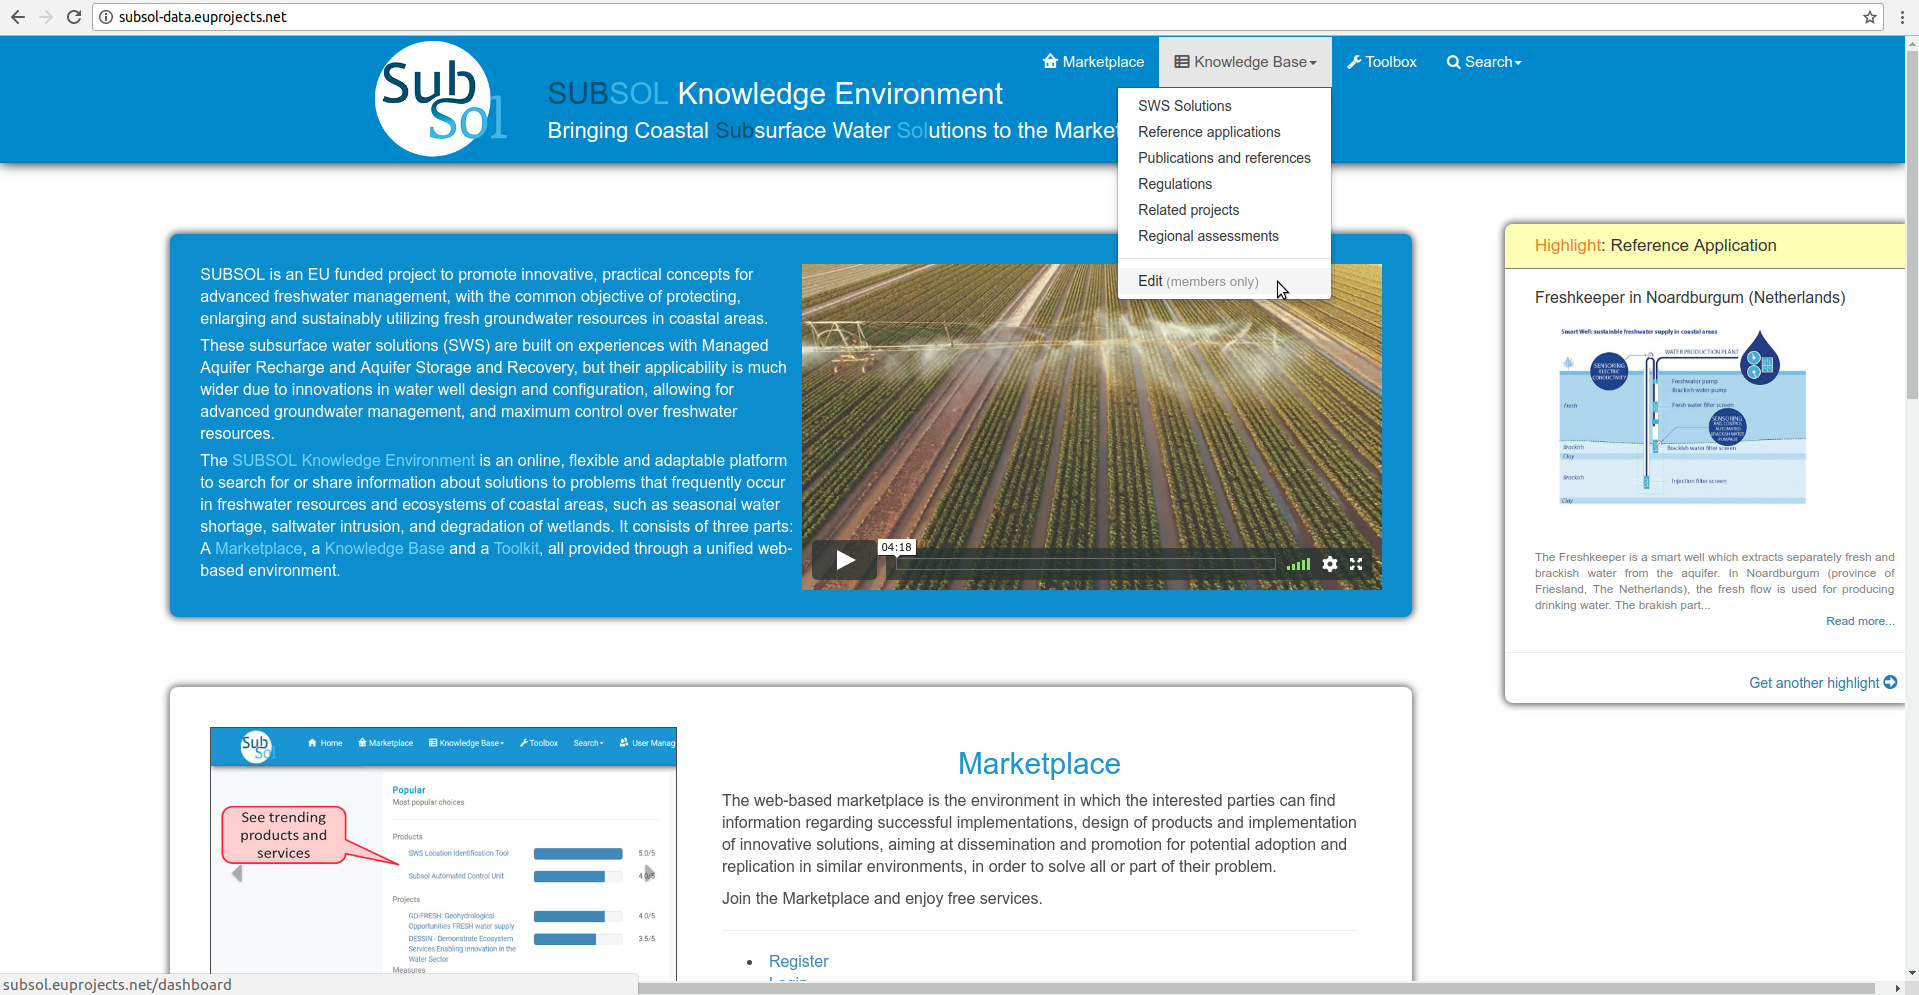 subsol-data.euprojects.net
Sub
Sol
Marketplace
Knowledge Base
Toolbox
Search
SUBSOL Knowledge Environment
Bringing Coastal Subsurface Water Solutions to the Market
SWS Solutions
Reference applications
Publications and references
Regulations
Related projects
Regional assessments
Edit (members only)
SUBSOL is an EU funded project to promote innovative, practical concepts for
advanced freshwater management, with the common objective of protecting,
enlarging and sustainably utilizing fresh groundwater resources in coastal areas.
These subsurface water solutions (SWS) are built on experiences with Managed
Aquifer Recharge and Aquifer Storage and Recovery, but their applicability is much
wider due to innovations in water well design and configuration, allowing for
advanced groundwater management, and maximum control over freshwater
resources.
The SUBSOL Knowledge Environment is an online, flexible and adaptable platform
to search for or share information about solutions to problems that frequently occur
in freshwater resources and ecosystems of coastal areas, such as seasonal water
shortage, saltwater intrusion, and degradation of wetlands. It consists of three parts:
A Marketplace, a Knowledge Base and a Toolkit, all provided through a unified web-
based environment.
04:18
Highlight: Reference Application
Freshkeeper in Noardburgum (Netherlands)
Smart Well: sustainble freshwater supply in coastal areas
WATER PRODUCTION PLANT
SENSORING
ELECTRIC
CONDUCTIVITY
Freshwater pump
Brackish water pump
Fresh
Fresh water filter screen
SENSORING
AND CONTROL
AUTOMATED
BRACKISH WATER
PUMPAGE
Brackish
Brackish water filter screen
Clay
Brackish
Injection filter screen
Clay
The Freshkeeper is a smart well which extracts separately fresh and
brackish water from the aquifer. In Noardburgum (province of
Friesland, The Netherlands), the fresh flow is used for producing
drinking water. The brakish part...
Read more...
Get another highlight
Sub
Sol
Home
Marketplace
Knowledge Base
Toolbox
Search
User Manag
Popular
Most popular choices
See trending
products and
services
Products
SWS Location Identification Tool
5.0/5
Subsol Automated Control Unit
4.0/5
Projects
GO-FRESH: Geohydrological
Opportunities FRESH water supply
4.0/5
DESSIN - Demonstrate Ecosystem
Services Enabling innovation in the
Water Sector
3.5/5
Measures
Marketplace
The web-based marketplace is the environment in which the interested parties can find
information regarding successful implementations, design of products and implementation
of innovative solutions, aiming at dissemination and promotion for potential adoption and
replication in similar environments, in order to solve all or part of their problem.
Join the Marketplace and enjoy free services.
Register
Login
subsol.euprojects.net/dashboard